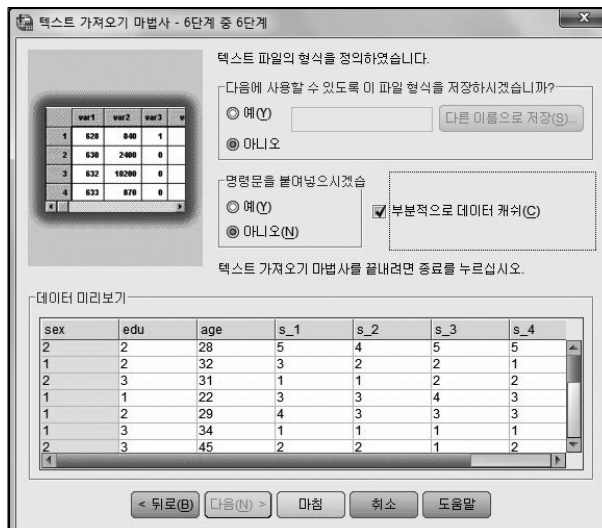 텍스트 가져오기 마법사 - 6단계 중 6단계
텍스트 파일의 형식을 정의하였습니다.
다음에 사용할 수 있도록 이 파일 형식을 저장하시겠습니까?
예(Y)
다른 이름으로 저장(S)...
아니오
명령문을 붙여넣으시겠습
예(Y)
아니오(N)
부분적으로 데이터 캐쉬(C)
텍스트 가져오기 마법사를 끝내려면 종료를 누르십시오.
var1 var2 var3 v
1 628 840 1
2 630 2400 0
3 632 18200 0
4 633 870 0
데이터 미리보기
sex edu age s_1 s_2 s_3 s_4
2 2 28 5 4 5 5
1 2 32 3 2 2 1
2 3 31 1 1 2 2
1 1 22 3 3 4 3
1 2 29 4 3 3 3
1 3 34 1 1 1 1
2 3 45 2 2 1 2
< 뒤로(B) 다음(N) > 마침 취소 도움말